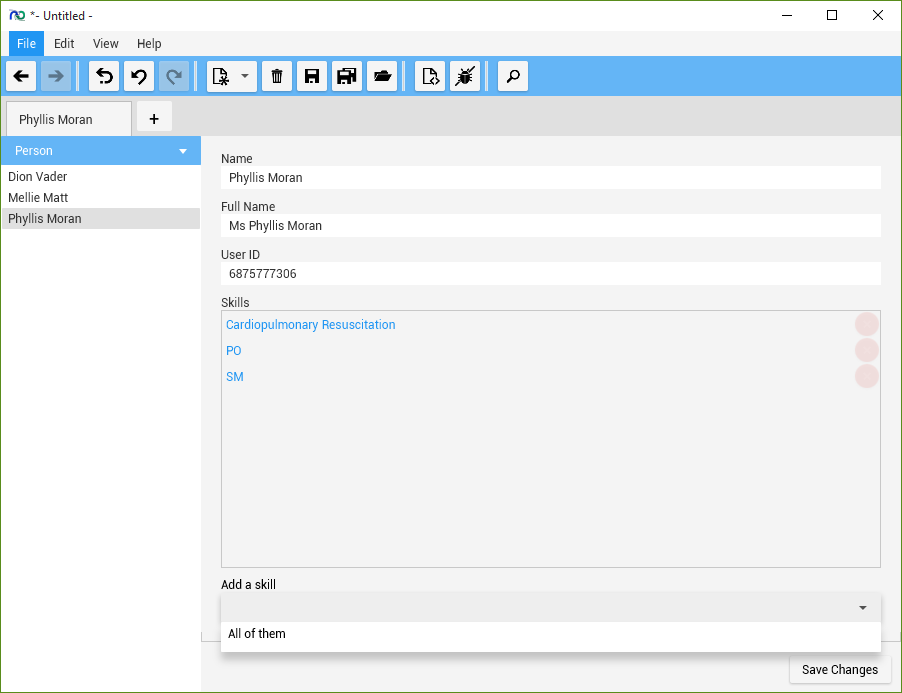 *- Untitled -
File Edit View Help
Phyllis Moran +
Person
Dion Vader
Mellie Matt
Phyllis Moran
Name
Phyllis Moran
Full Name
Ms Phyllis Moran
User ID
6875777306
Skills
Cardiopulmonary Resuscitation
PO
SM
Add a skill
All of them
Save Changes